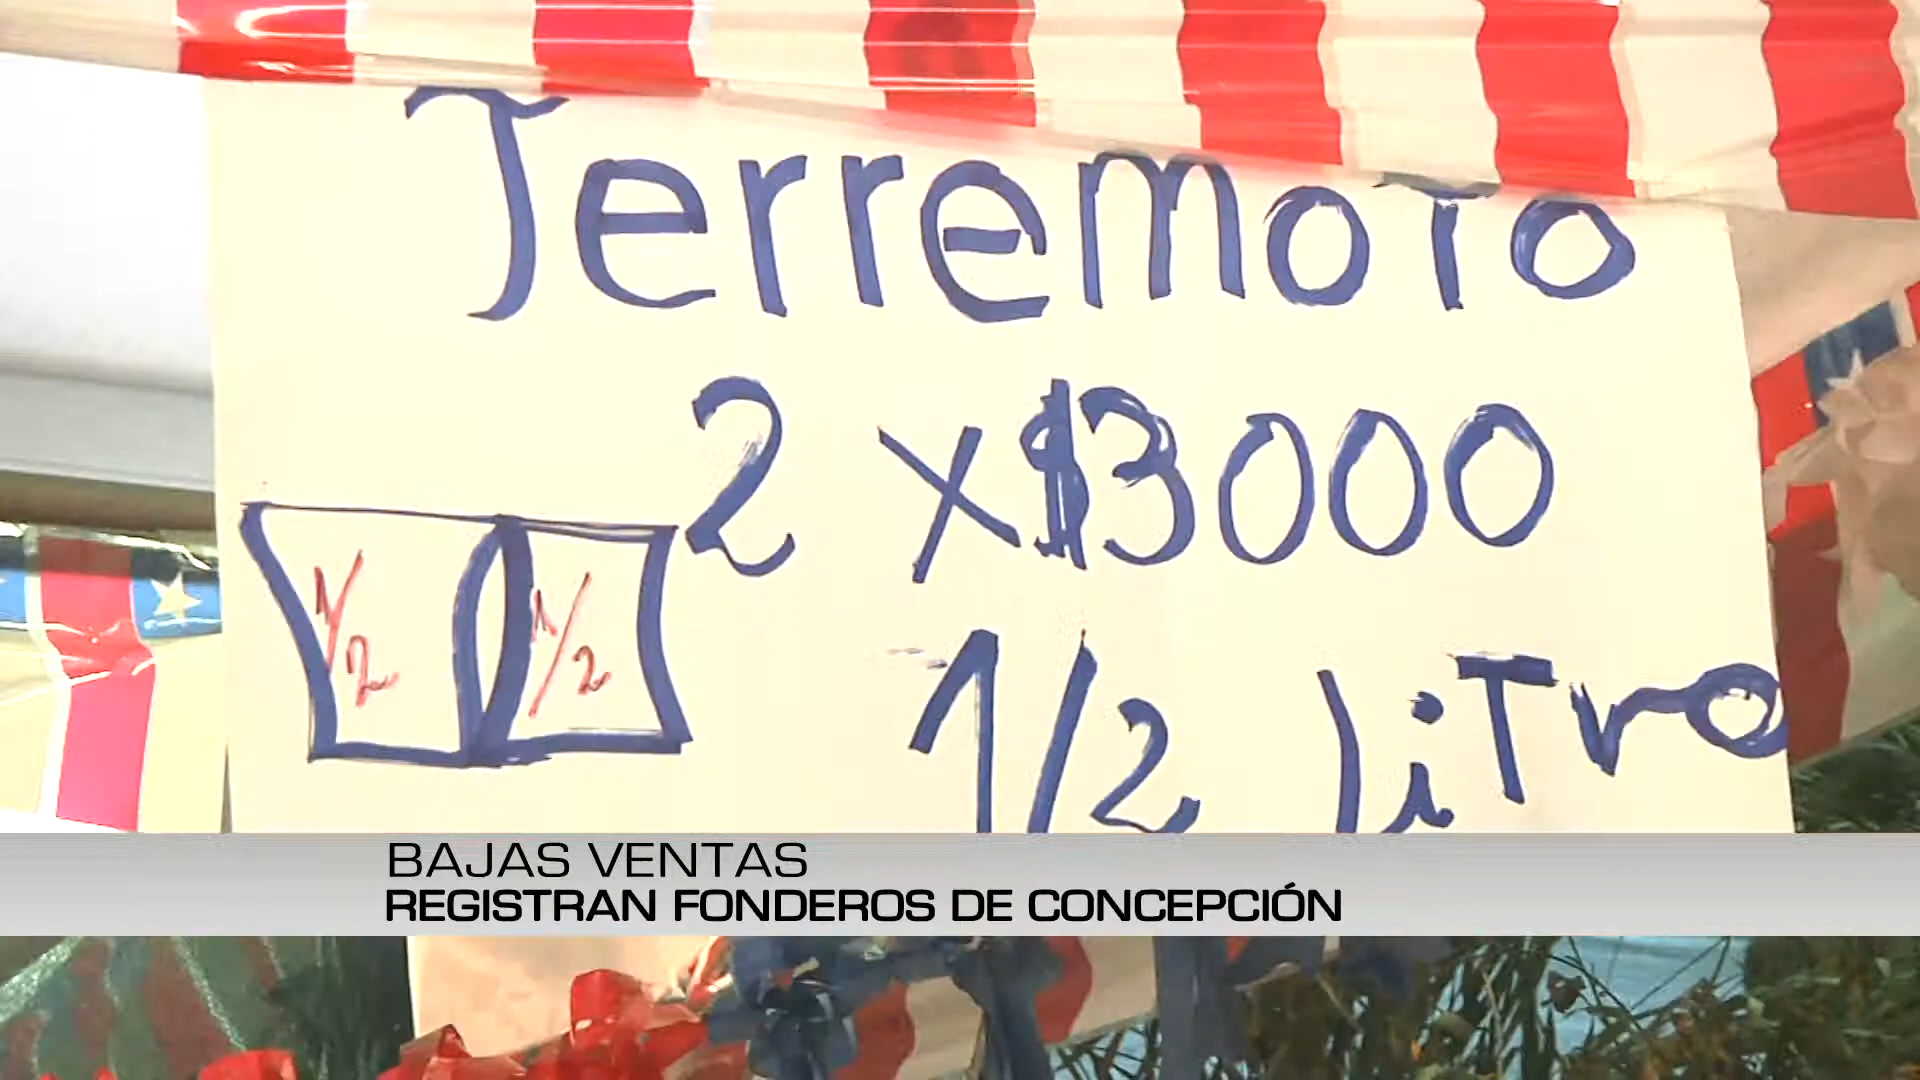 Terremoto
2 x $3000
1/2 1/2
1/2 litro
BAJAS VENTAS
REGISTRAN FONDEROS DE CONCEPCIÓN